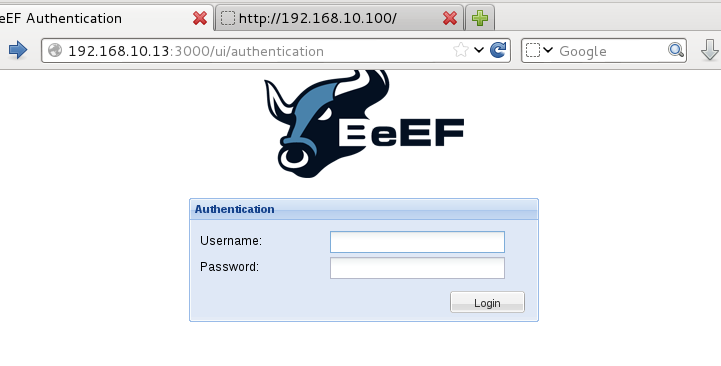 eEF Authentication
http://192.168.10.100/
192.168.10.13:3000/ui/authentication
Google
BeEF
Authentication
Username:
Password:
Login